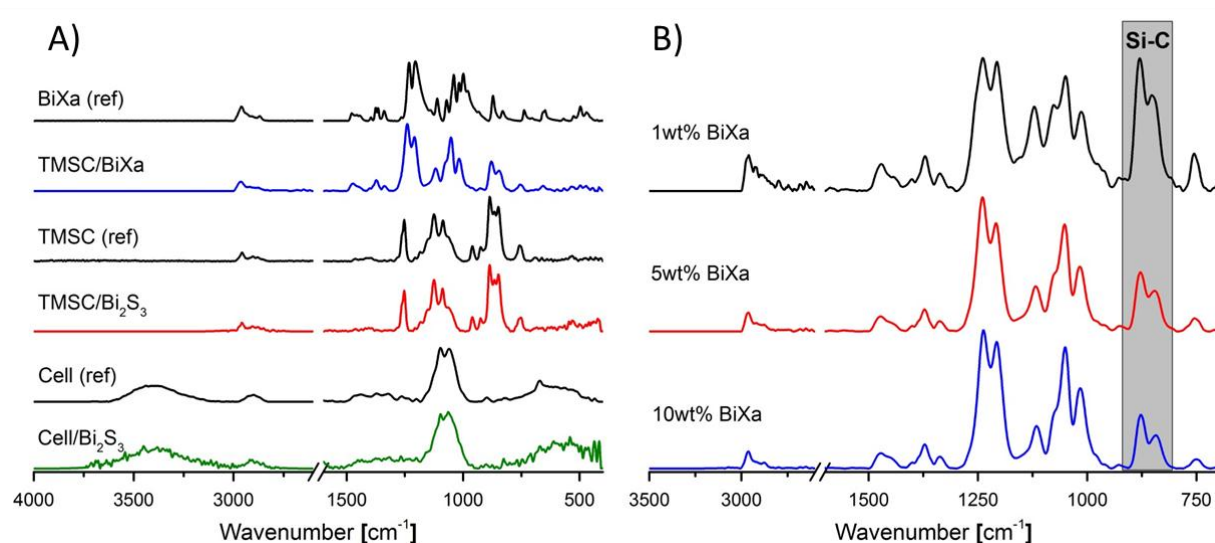 A)
BiXa (ref)
TMSC/BiXa
TMSC (ref)
TMSC/Bi₂S₃
Cell (ref)
Cell/Bi₂S₃
4000 3000 1500 1000 500
Wavenumber [cm⁻¹]
B)
Si-C
1wt% BiXa
5wt% BiXa
10wt% BiXa
3500 3000 1500 1250 1000 750
Wavenumber [cm⁻¹]